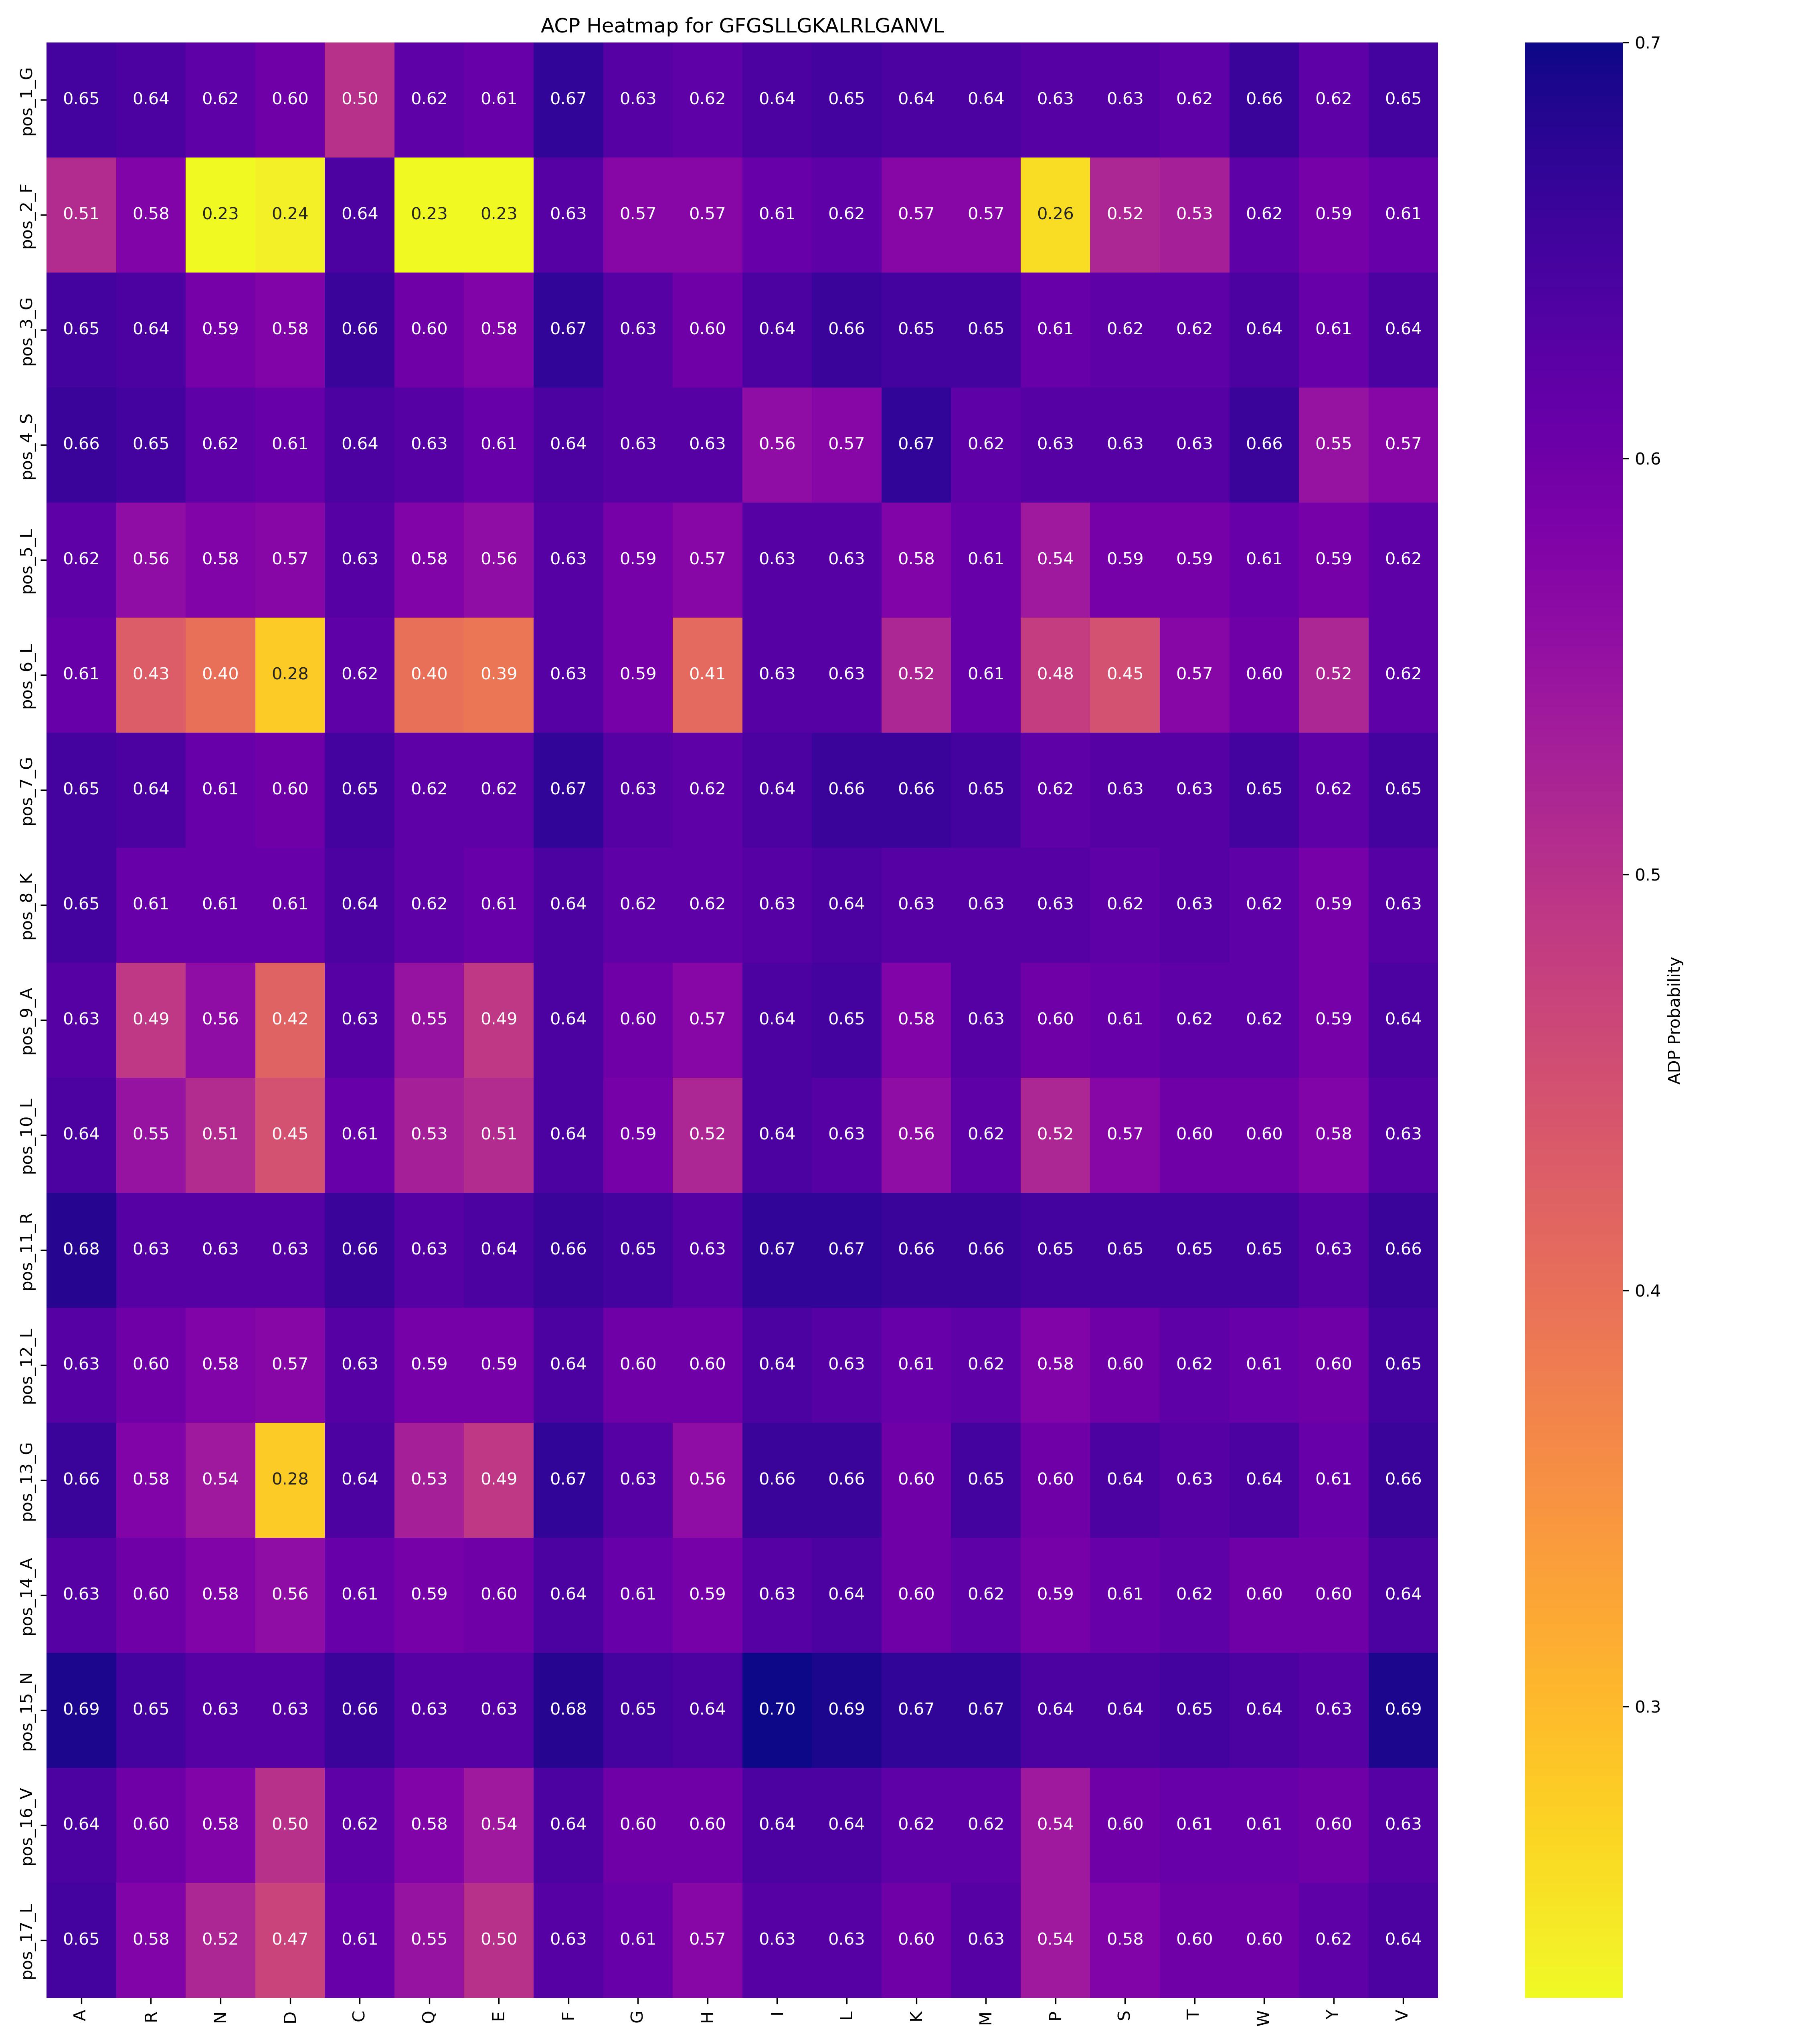 ACP Heatmap for GFGSLLGKALRLGANVL
pos_1_G 0.65 0.64 0.62 0.60 0.50 0.62 0.61 0.67 0.63 0.62 0.64 0.65 0.64 0.64 0.63 0.63 0.62 0.66 0.62 0.65
pos_2_F 0.51 0.58 0.23 0.24 0.64 0.23 0.23 0.63 0.57 0.57 0.61 0.62 0.57 0.57 0.26 0.52 0.53 0.62 0.59 0.61
pos_3_G 0.65 0.64 0.59 0.58 0.66 0.60 0.58 0.67 0.63 0.60 0.64 0.66 0.65 0.65 0.61 0.62 0.62 0.64 0.61 0.64
pos_4_S 0.66 0.65 0.62 0.61 0.64 0.63 0.61 0.64 0.63 0.63 0.56 0.57 0.67 0.62 0.63 0.63 0.63 0.66 0.55 0.57
pos_5_L 0.62 0.56 0.58 0.57 0.63 0.58 0.56 0.63 0.59 0.57 0.63 0.63 0.58 0.61 0.54 0.59 0.59 0.61 0.59 0.62
pos_6_L 0.61 0.43 0.40 0.28 0.62 0.40 0.39 0.63 0.59 0.41 0.63 0.63 0.52 0.61 0.48 0.45 0.57 0.60 0.52 0.62
pos_7_G 0.65 0.64 0.61 0.60 0.65 0.62 0.62 0.67 0.63 0.62 0.64 0.66 0.66 0.65 0.62 0.63 0.63 0.65 0.62 0.65
pos_8_K 0.65 0.61 0.61 0.61 0.64 0.62 0.61 0.64 0.62 0.62 0.63 0.64 0.63 0.63 0.63 0.62 0.63 0.62 0.59 0.63
pos_9_A 0.63 0.49 0.56 0.42 0.63 0.55 0.49 0.64 0.60 0.57 0.64 0.65 0.58 0.63 0.60 0.61 0.62 0.62 0.59 0.64
pos_10_L 0.64 0.55 0.51 0.45 0.61 0.53 0.51 0.64 0.59 0.52 0.64 0.63 0.56 0.62 0.52 0.57 0.60 0.60 0.58 0.63
pos_11_R 0.68 0.63 0.63 0.63 0.66 0.63 0.64 0.66 0.65 0.63 0.67 0.67 0.66 0.66 0.65 0.65 0.65 0.65 0.63 0.66
pos_12_L 0.63 0.60 0.58 0.57 0.63 0.59 0.59 0.64 0.60 0.60 0.64 0.63 0.61 0.62 0.58 0.60 0.62 0.61 0.60 0.65
pos_13_G 0.66 0.58 0.54 0.28 0.64 0.53 0.49 0.67 0.63 0.56 0.66 0.66 0.60 0.65 0.60 0.64 0.63 0.64 0.61 0.66
pos_14_A 0.63 0.60 0.58 0.56 0.61 0.59 0.60 0.64 0.61 0.59 0.63 0.64 0.60 0.62 0.59 0.61 0.62 0.60 0.60 0.64
pos_15_N 0.69 0.65 0.63 0.63 0.66 0.63 0.63 0.68 0.65 0.64 0.70 0.69 0.67 0.67 0.64 0.64 0.65 0.64 0.63 0.69
pos_16_V 0.64 0.60 0.58 0.50 0.62 0.58 0.54 0.64 0.60 0.60 0.64 0.64 0.62 0.62 0.54 0.60 0.61 0.61 0.60 0.63
pos_17_L 0.65 0.58 0.52 0.47 0.61 0.55 0.50 0.63 0.61 0.57 0.63 0.63 0.60 0.63 0.54 0.58 0.60 0.60 0.62 0.64
A R N D C Q E F G H I L K M P S T W Y V
0.7
0.6
0.5
0.4
0.3
ADP Probability